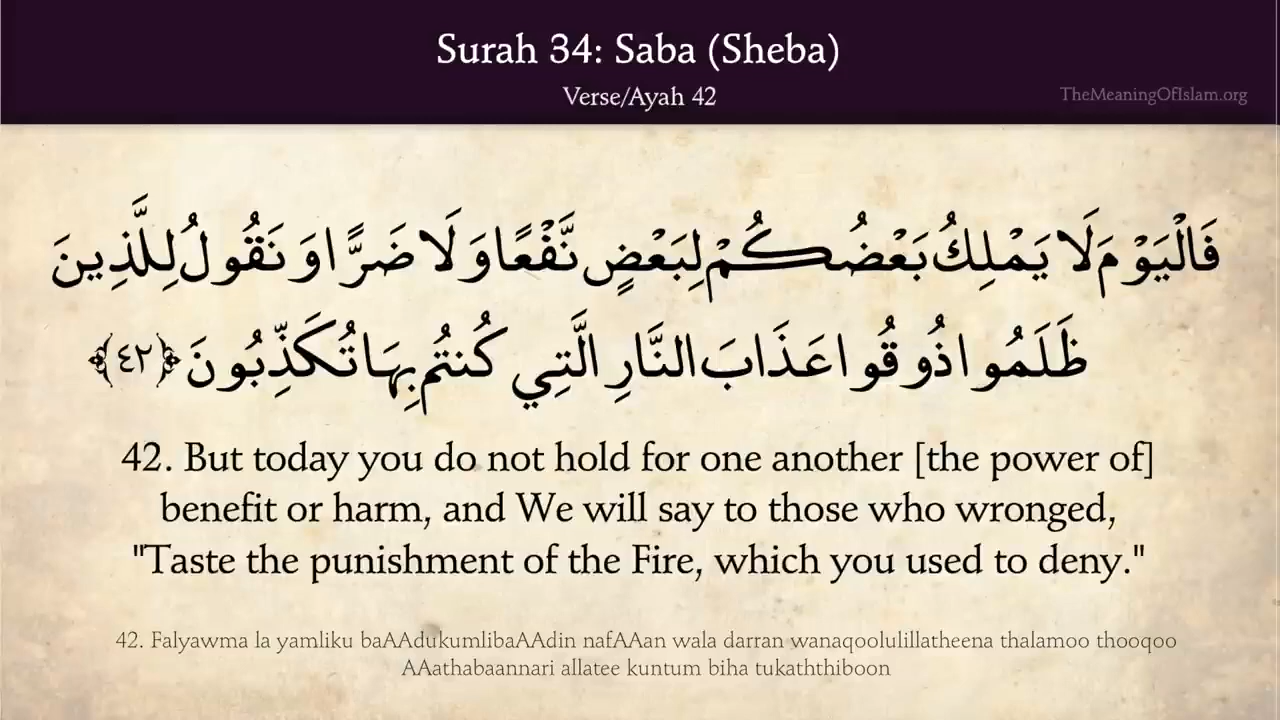 Surah 34: Saba (Sheba)
Verse/Ayah 42
TheMeaningOfIslam.org
فَالْيَوْمَ لَا يَمْلِكُ بَعْضُكُمْ لِبَعْضٍ نَّفْعًا وَلَا ضَرًّا وَنَقُولُ لِلَّذِينَ
ظَلَمُوا ذُوقُوا عَذَابَ النَّارِ الَّتِي كُنتُم بِهَا تُكَذِّبُونَ ﴿٤٢﴾
42. But today you do not hold for one another [the power of]
benefit or harm, and We will say to those who wronged,
"Taste the punishment of the Fire, which you used to deny."
42. Falyawma la yamliku baAAdukumlibaAAdin nafAAan wala darran wanaqoolulillatheena thalamoo thooqoo
AAathabaannari allatee kuntum biha tukaththiboon